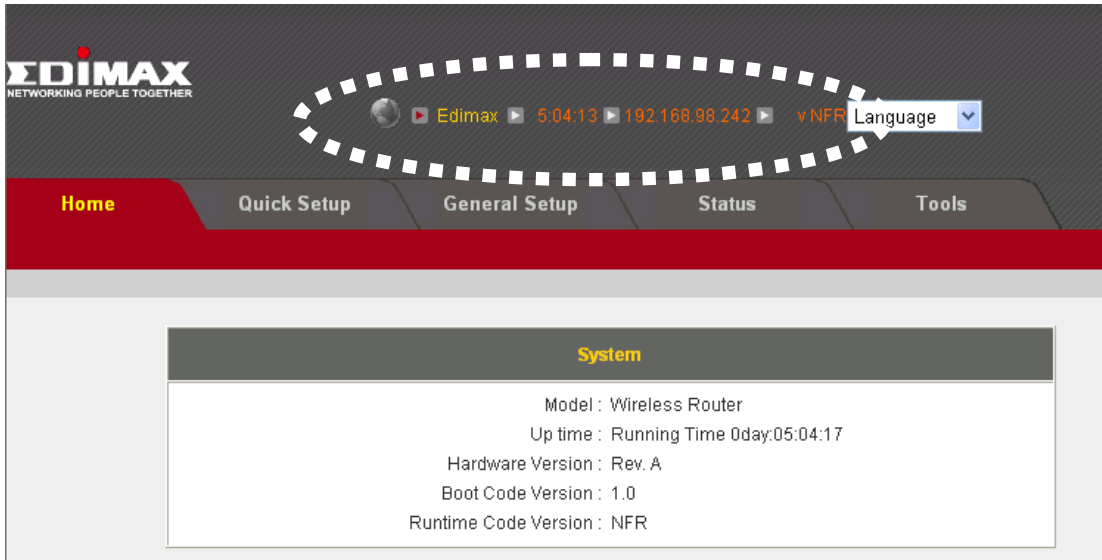 EDIMAX
NETWORKING PEOPLE TOGETHER
Edimax 5:04:13 192.168.98.242 v NFR Language
Home Quick Setup General Setup Status Tools
System
Model : Wireless Router
Up time : Running Time 0day:05:04:17
Hardware Version : Rev. A
Boot Code Version : 1.0
Runtime Code Version : NFR